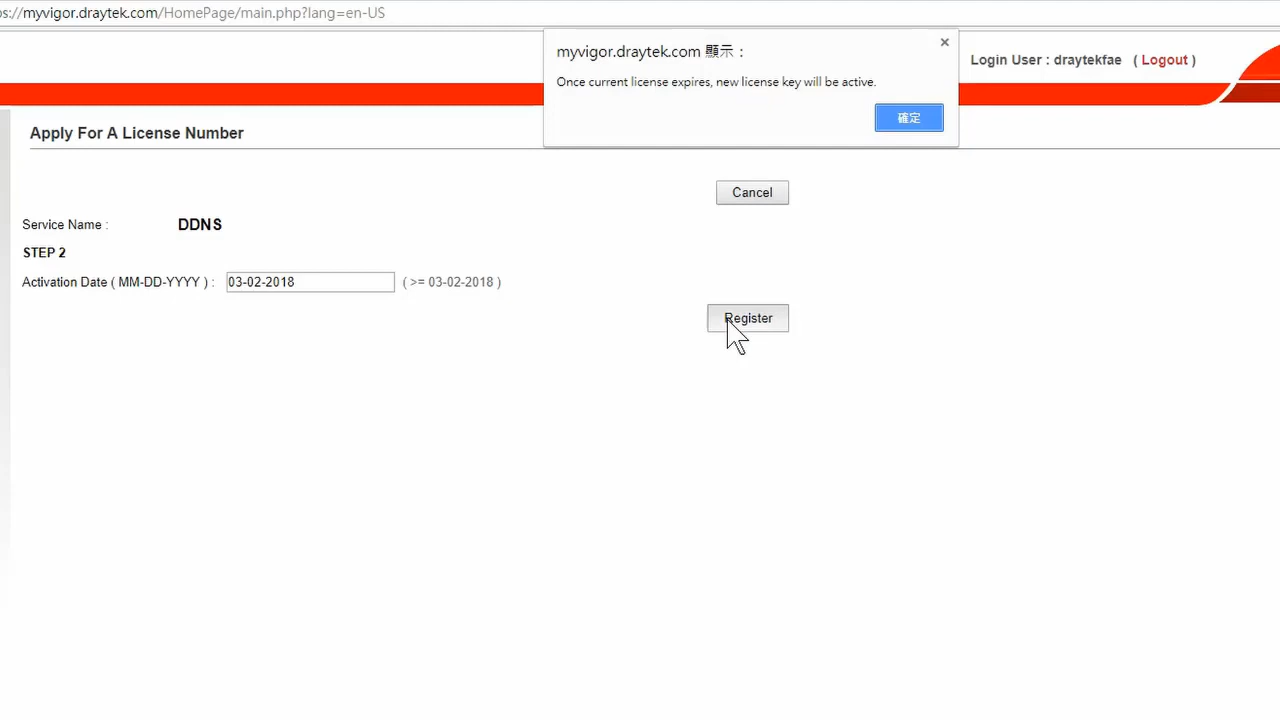 os://myvigor.draytek.com/HomePage/main.php?lang=en-US
myvigor.draytek.com 顯示：
Once current license expires, new license key will be active.
確定
Login User : draytekfae ( Logout )
Apply For A License Number
Cancel
Service Name : DDNS
STEP 2
Activation Date ( MM-DD-YYYY ) : 03-02-2018 ( >= 03-02-2018 )
Register